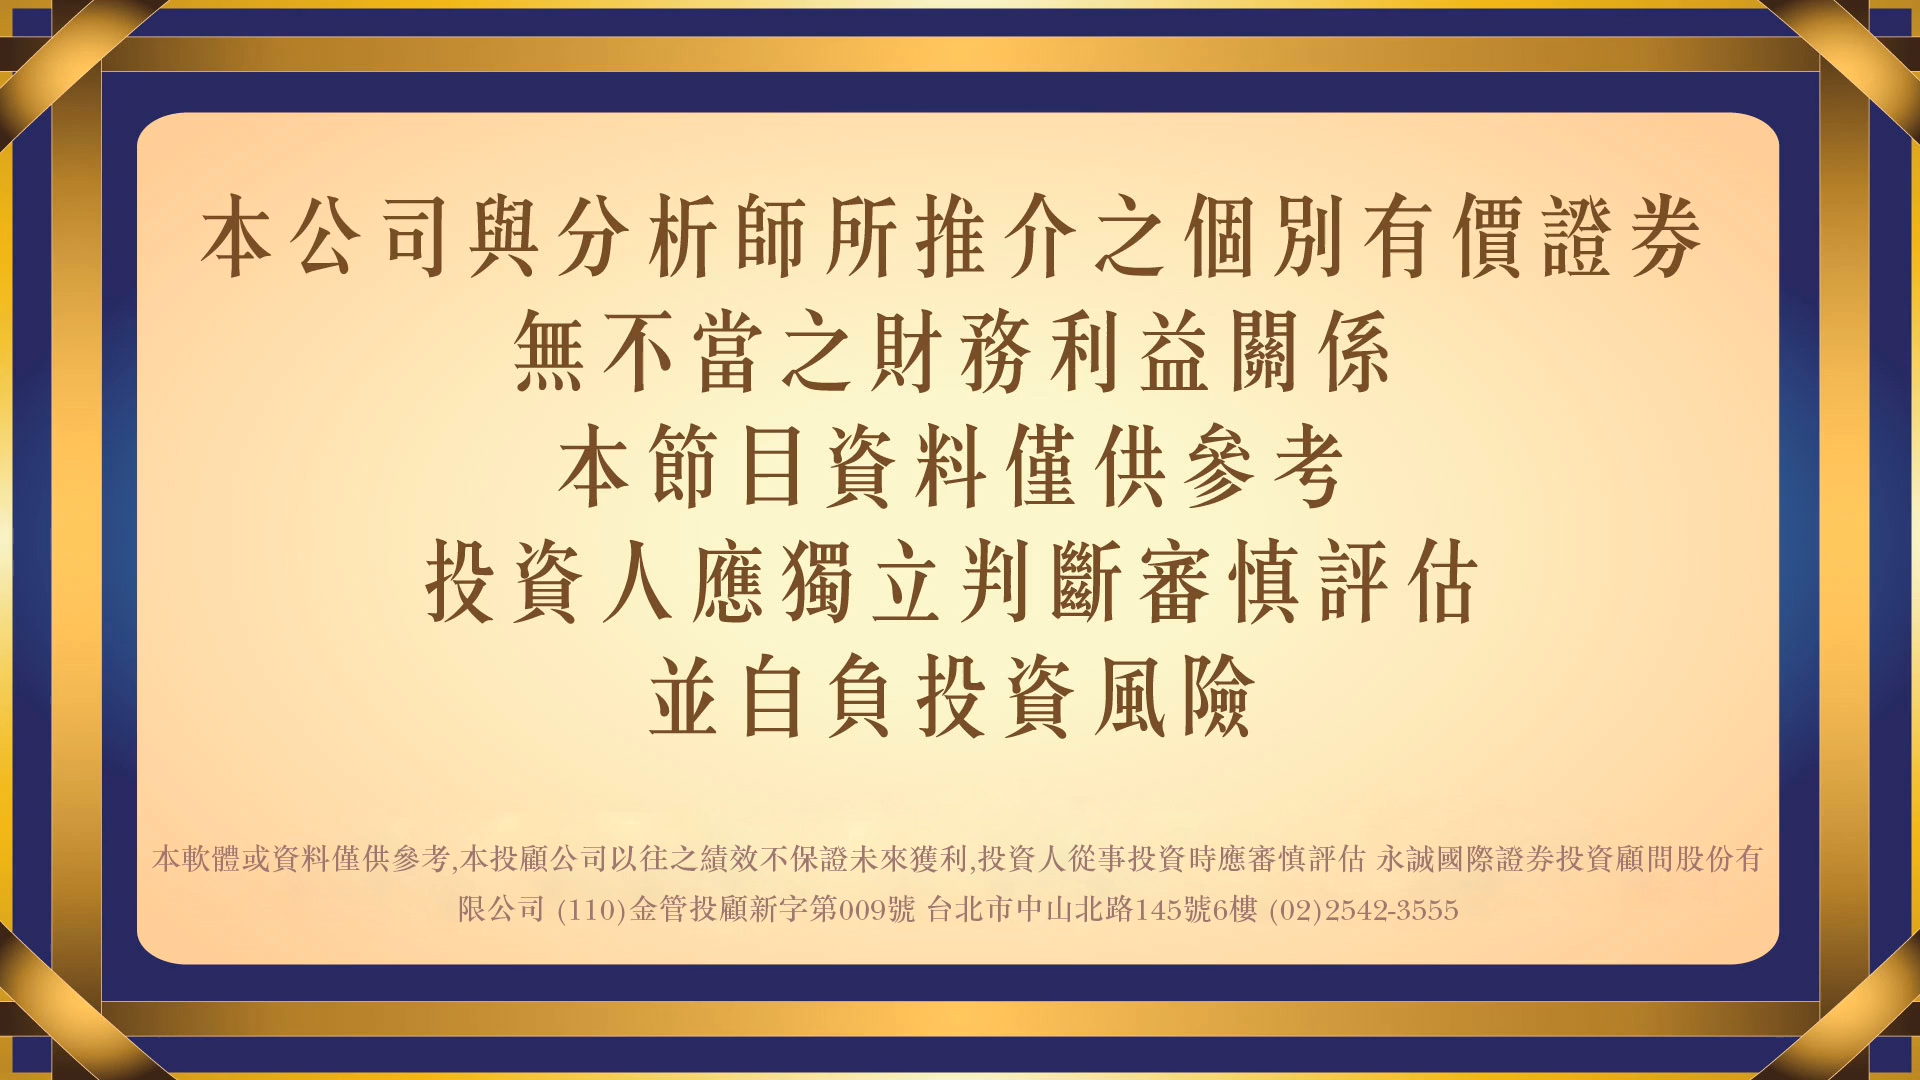 本公司與分析師所推介之個別有價證券
無不當之財務利益關係
本節目資料僅供參考
投資人應獨立判斷審慎評估
並自負投資風險
本軟體或資料僅供參考,本投顧公司以往之績效不保證未來獲利,投資人從事投資時應審慎評估 永誠國際證券投資顧問股份有
限公司 (110)金管投顧新字第009號 台北市中山北路145號6樓 (02)2542-3555